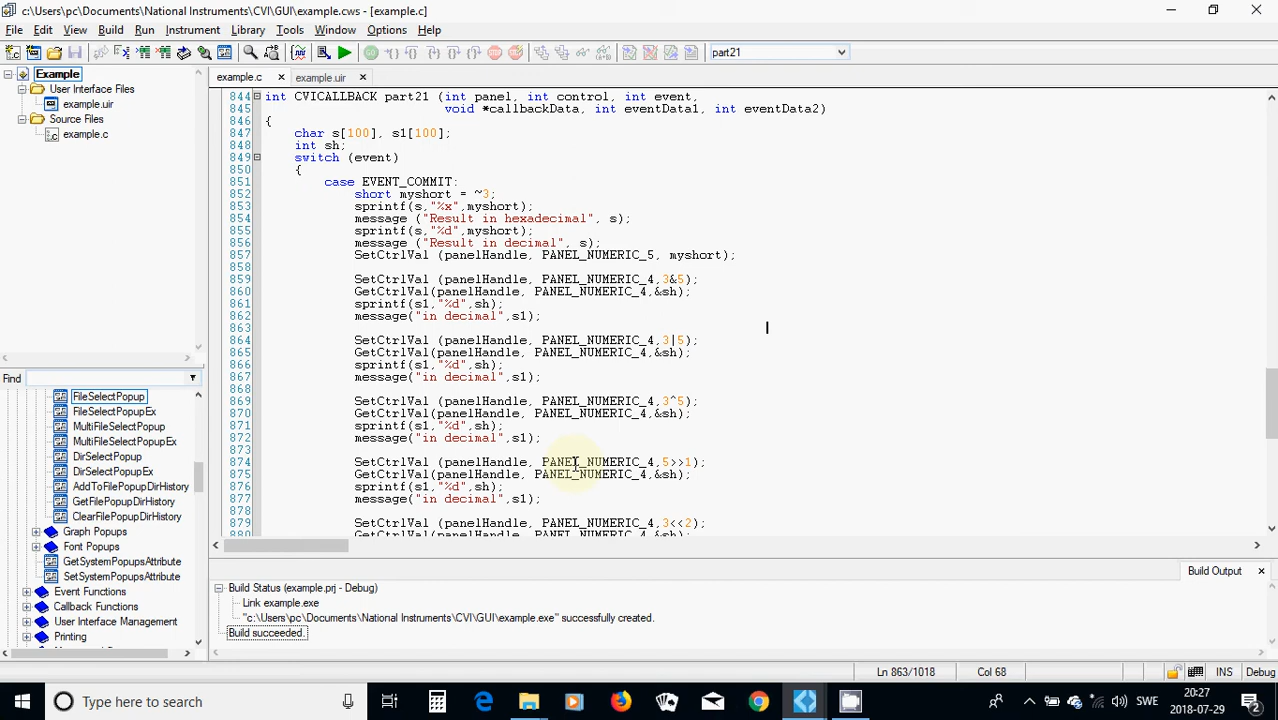 c:\Users\pc\Documents\National Instruments\CVI\GUI\example.cws - [example.c]
File Edit View Build Run Instrument Library Tools Window Options Help
part21
Example
User Interface Files
example.uir
Source Files
example.c
Find
FileSelectPopup
FileSelectPopupEx
MultiFileSelectPopup
MultiFileSelectPopupEx
DirSelectPopup
DirSelectPopupEx
AddToFilePopupDirHistory
GetFilePopupDirHistory
ClearFilePopupDirHistory
Graph Popups
Font Popups
GetSystemPopupsAttribute
SetSystemPopupsAttribute
Event Functions
Callback Functions
User Interface Management
Printing
example.c example.uir
844 int CVICALLBACK part21 (int panel, int control, int event,
845 void *callbackData, int eventData1, int eventData2)
846 {
847 char s[100], s1[100];
848 int sh;
849 switch (event)
850 {
851 case EVENT_COMMIT:
852 short myshort = ~3;
853 sprintf(s,"%x",myshort);
854 message ("Result in hexadecimal", s);
855 sprintf(s,"%d",myshort);
856 message ("Result in decimal", s);
857 SetCtrlVal (panelHandle, PANEL_NUMERIC_5, myshort);
858
859 SetCtrlVal (panelHandle, PANEL_NUMERIC_4,3&5);
860 GetCtrlVal(panelHandle, PANEL_NUMERIC_4,&sh);
861 sprintf(s1,"%d",sh);
862 message("in decimal",s1);
863
864 SetCtrlVal (panelHandle, PANEL_NUMERIC_4,3|5);
865 GetCtrlVal(panelHandle, PANEL_NUMERIC_4,&sh);
866 sprintf(s1,"%d",sh);
867 message("in decimal",s1);
868
869 SetCtrlVal (panelHandle, PANEL_NUMERIC_4,3^5);
870 GetCtrlVal(panelHandle, PANEL_NUMERIC_4,&sh);
871 sprintf(s1,"%d",sh);
872 message("in decimal",s1);
873
874 SetCtrlVal (panelHandle, PANEL_NUMERIC_4,5>>1);
875 GetCtrlVal(panelHandle, PANEL_NUMERIC_4,&sh);
876 sprintf(s1,"%d",sh);
877 message("in decimal",s1);
878
879 SetCtrlVal (panelHandle, PANEL_NUMERIC_4,3<<2);
880 GetCtrlVal(panelHandle, PANEL_NUMERIC_4,&sh);
Build Output
Build Status (example.prj - Debug)
Link example.exe
"c:\Users\pc\Documents\National Instruments\CVI\GUI\example.exe" successfully created.
Build succeeded.
Ln 863/1018 Col 68 INS Debug
Type here to search
SWE
20:27
2018-07-29
2